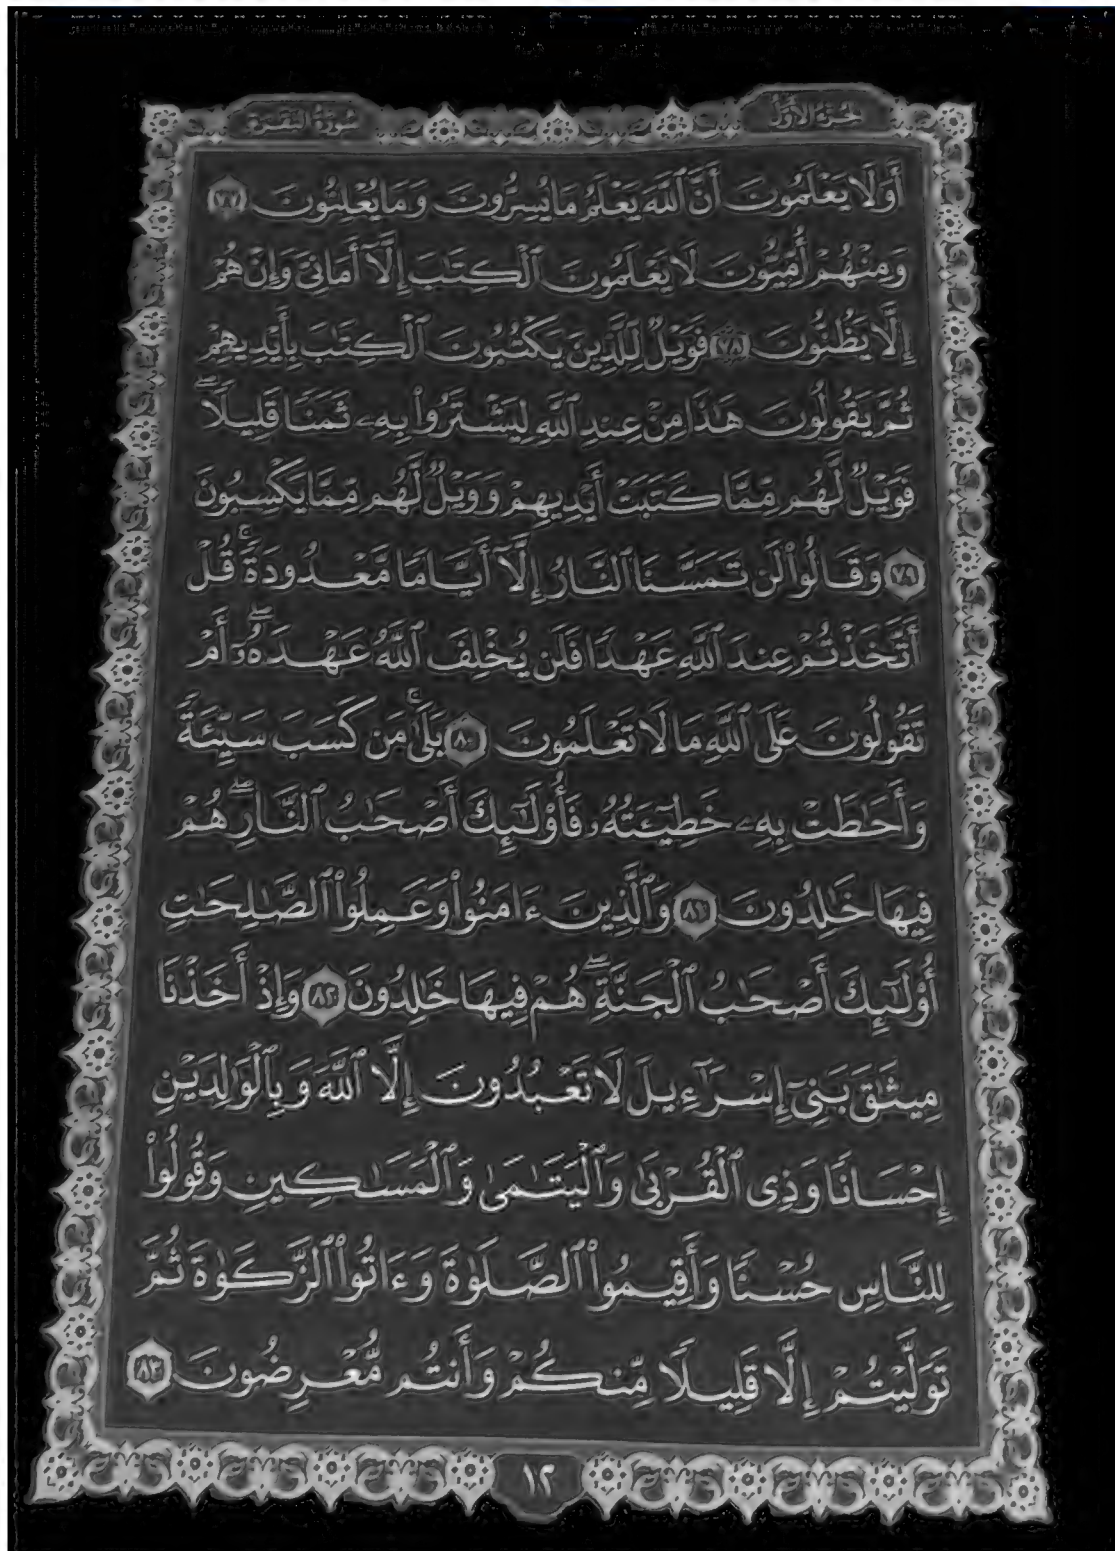 الجزء الأول
سورة البقرة
أَوَلَا يَعْلَمُونَ أَنَّ ٱللَّهَ يَعْلَمُ مَا يُسِرُّونَ وَمَا يُعْلِنُونَ ٧٧
وَمِنْهُمْ أُمِّيُّونَ لَا يَعْلَمُونَ ٱلْكِتَٰبَ إِلَّآ أَمَانِىَّ وَإِنْ هُمْ
إِلَّا يَظُنُّونَ ٧٨ فَوَيْلٌ لِّلَّذِينَ يَكْتُبُونَ ٱلْكِتَٰبَ بِأَيْدِيهِمْ
ثُمَّ يَقُولُونَ هَٰذَا مِنْ عِندِ ٱللَّهِ لِيَشْتَرُوا۟ بِهِۦ ثَمَنًا قَلِيلًا ۖ
فَوَيْلٌ لَّهُم مِّمَّا كَتَبَتْ أَيْدِيهِمْ وَوَيْلٌ لَّهُم مِّمَّا يَكْسِبُونَ
٧٩ وَقَالُوا۟ لَن تَمَسَّنَا ٱلنَّارُ إِلَّآ أَيَّامًا مَّعْدُودَةً ۚ قُلْ
أَتَّخَذْتُمْ عِندَ ٱللَّهِ عَهْدًا فَلَن يُخْلِفَ ٱللَّهُ عَهْدَهُۥٓ ۖ أَمْ
تَقُولُونَ عَلَى ٱللَّهِ مَا لَا تَعْلَمُونَ ٨٠ بَلَىٰ ۚ مَن كَسَبَ سَيِّئَةً
وَأَحَٰطَتْ بِهِۦ خَطِيٓـَٔتُهُۥ فَأُو۟لَٰٓئِكَ أَصْحَٰبُ ٱلنَّارِ ۖ هُمْ
فِيهَا خَٰلِدُونَ ٨١ وَٱلَّذِينَ ءَامَنُوا۟ وَعَمِلُوا۟ ٱلصَّٰلِحَٰتِ
أُو۟لَٰٓئِكَ أَصْحَٰبُ ٱلْجَنَّةِ ۖ هُمْ فِيهَا خَٰلِدُونَ ٨٢ وَإِذْ أَخَذْنَا
مِيثَٰقَ بَنِىٓ إِسْرَٰٓءِيلَ لَا تَعْبُدُونَ إِلَّا ٱللَّهَ وَبِٱلْوَٰلِدَيْنِ
إِحْسَانًا وَذِى ٱلْقُرْبَىٰ وَٱلْيَتَٰمَىٰ وَٱلْمَسَٰكِينِ وَقُولُوا۟
لِلنَّاسِ حُسْنًا وَأَقِيمُوا۟ ٱلصَّلَوٰةَ وَءَاتُوا۟ ٱلزَّكَوٰةَ ثُمَّ
تَوَلَّيْتُمْ إِلَّا قَلِيلًا مِّنكُمْ وَأَنتُم مُّعْرِضُونَ ٨٣
١٢